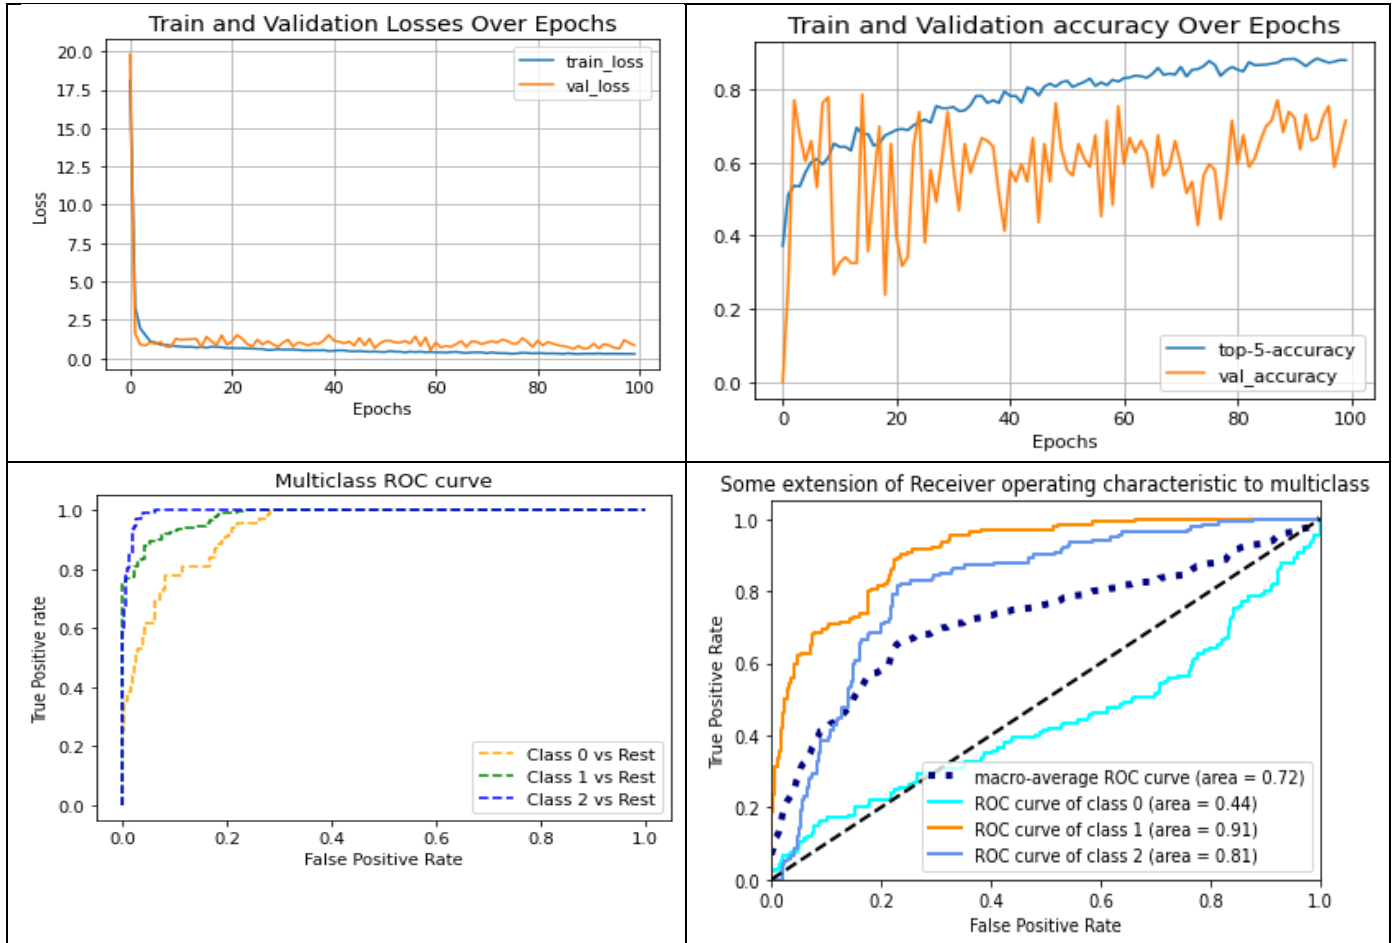 Train and Validation Losses Over Epochs
20.0
17.5
15.0
12.5
10.0
7.5
5.0
2.5
0.0
Loss
train_loss
val_loss
0 20 40 60 80 100
Epochs
Train and Validation accuracy Over Epochs
0.8
0.6
0.4
0.2
0.0
top-5-accuracy
val_accuracy
0 20 40 60 80 100
Epochs
Multiclass ROC curve
1.0
0.8
0.6
0.4
0.2
0.0
True Positive rate
Class 0 vs Rest
Class 1 vs Rest
Class 2 vs Rest
0.0 0.2 0.4 0.6 0.8 1.0
False Positive Rate
Some extension of Receiver operating characteristic to multiclass
1.0
0.8
0.6
0.4
0.2
0.0
True Positive Rate
macro-average ROC curve (area = 0.72)
ROC curve of class 0 (area = 0.44)
ROC curve of class 1 (area = 0.91)
ROC curve of class 2 (area = 0.81)
0.0 0.2 0.4 0.6 0.8 1.0
False Positive Rate